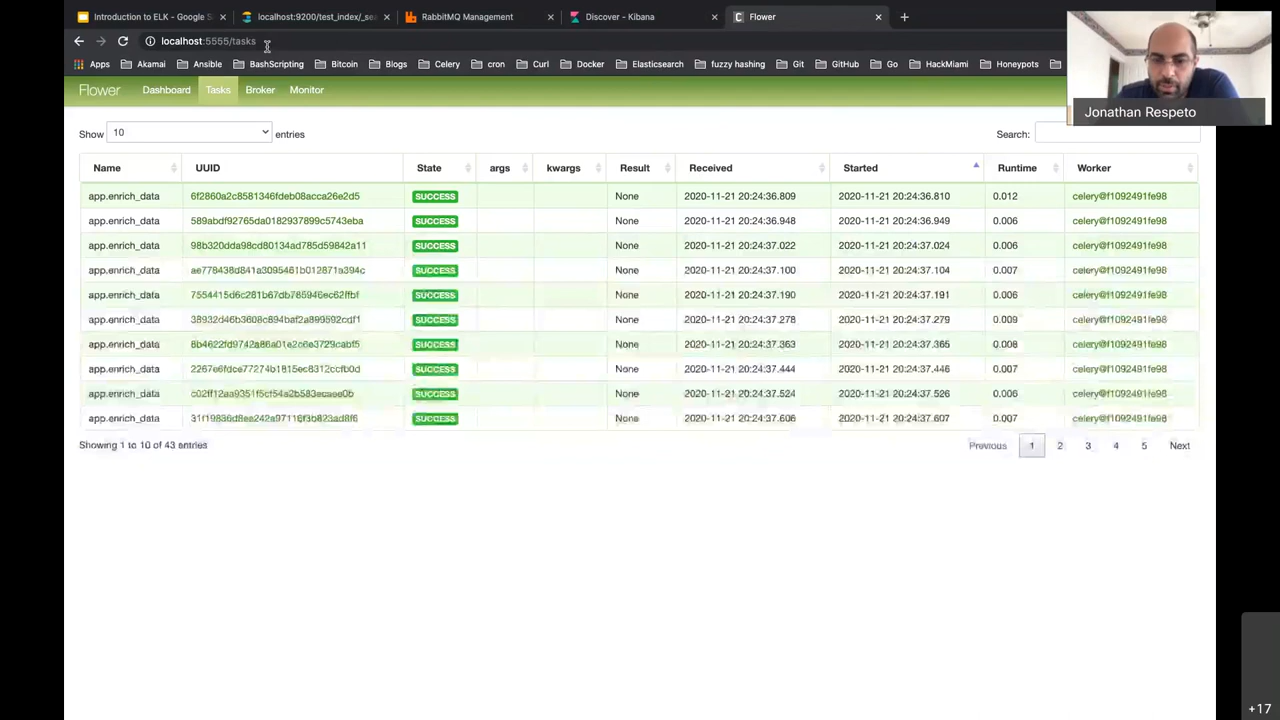 Introduction to ELK - Google S
localhost:9200/test_index/_se
RabbitMQ Management
Discover - Kibana
Flower
localhost:5555/tasks
Apps Akamai Ansible BashScripting Bitcoin Blogs Celery cron Curl Docker Elasticsearch fuzzy hashing Git GitHub Go HackMiami Honeypots
Flower Dashboard Tasks Broker Monitor
Jonathan Respeto
Show 10 entries Search:
Name UUID State args kwargs Result Received Started Runtime Worker
app.enrich_data 6f2860a2c8581346fdeb08acca26e2d5 SUCCESS None 2020-11-21 20:24:36.809 2020-11-21 20:24:36.810 0.012 celery@f1092491fe98
app.enrich_data 589abdf92765da0182937899c5743eba SUCCESS None 2020-11-21 20:24:36.948 2020-11-21 20:24:36.949 0.006 celery@f1092491fe98
app.enrich_data 98b320dda98cd80134ad785d59842a11 SUCCESS None 2020-11-21 20:24:37.022 2020-11-21 20:24:37.024 0.006 celery@f1092491fe98
app.enrich_data ae778438d841a3095461b012871a394c SUCCESS None 2020-11-21 20:24:37.100 2020-11-21 20:24:37.104 0.007 celery@f1092491fe98
app.enrich_data SUCCESS None 2020-11-21 20:24:37.190 2020-11-21 20:24:37.191 0.006 celery@f1092491fe98
app.enrich_data SUCCESS None 2020-11-21 20:24:37.278 2020-11-21 20:24:37.279 0.009 celery@f1092491fe98
app.enrich_data SUCCESS None 2020-11-21 20:24:37.363 2020-11-21 20:24:37.365 0.008 celery@f1092491fe98
app.enrich_data SUCCESS None 2020-11-21 20:24:37.444 2020-11-21 20:24:37.446 0.007 celery@f1092491fe98
app.enrich_data SUCCESS None 2020-11-21 20:24:37.524 2020-11-21 20:24:37.526 0.006 celery@f1092491fe98
app.enrich_data SUCCESS None 2020-11-21 20:24:37.606 2020-11-21 20:24:37.607 0.007 celery@f1092491fe98
Showing 1 to 10 of 43 entries Previous 1 2 3 4 5 Next
+17